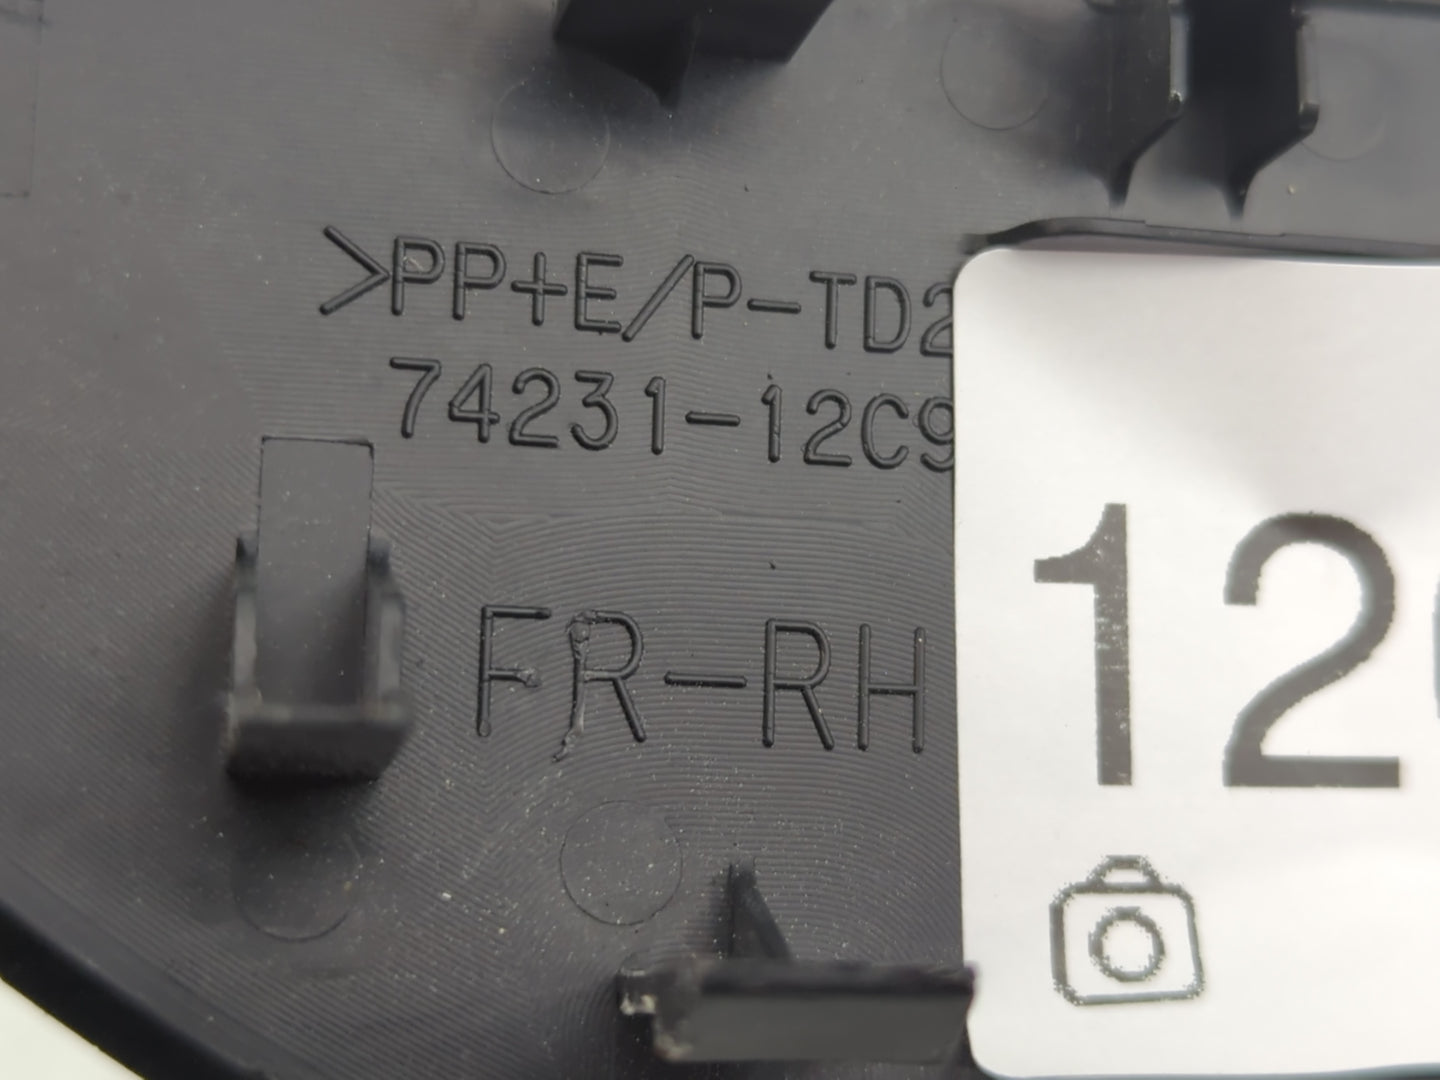 >PP+E/P-TD2
74231-12C9
FR-RH
12